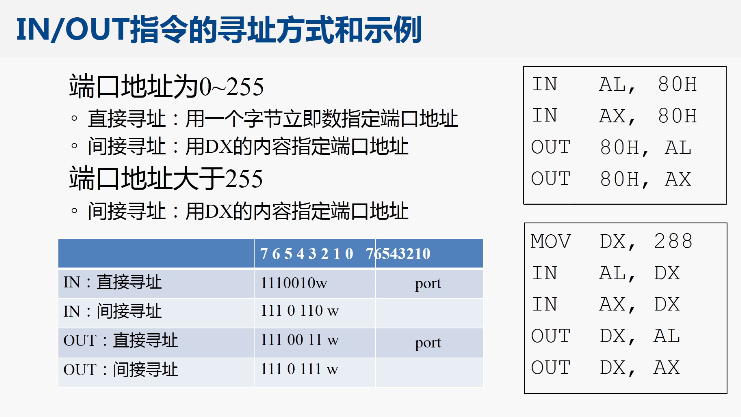 IN/OUT指令的寻址方式和示例
端口地址为0~255
◦ 直接寻址：用一个字节立即数指定端口地址
◦ 间接寻址：用DX的内容指定端口地址
端口地址大于255
◦ 间接寻址：用DX的内容指定端口地址
7 6 5 4 3 2 1 0 76543210
IN：直接寻址 1110010w port
IN：间接寻址 111 0 110 w
OUT：直接寻址 111 00 11 w port
OUT：间接寻址 111 0 111 w
IN AL, 80H
IN AX, 80H
OUT 80H, AL
OUT 80H, AX
MOV DX, 288
IN AL, DX
IN AX, DX
OUT DX, AL
OUT DX, AX